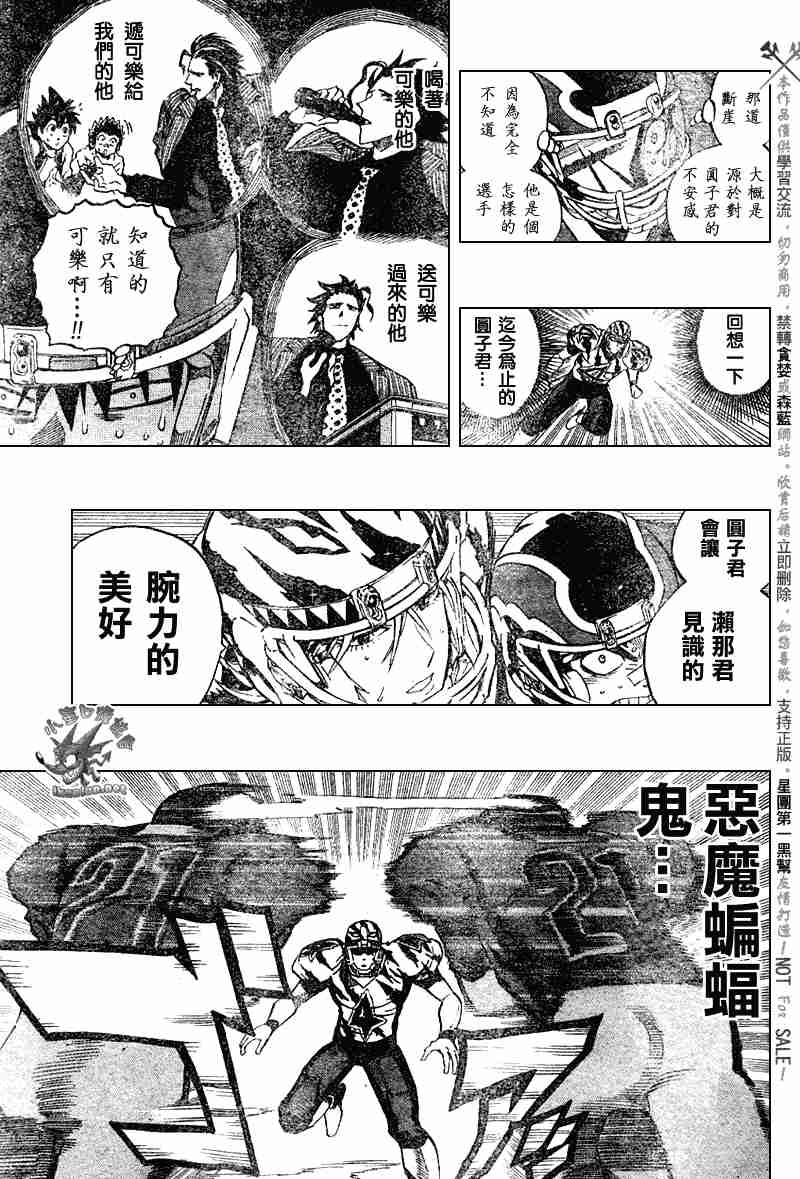 那道
斷崖
大概是
源於對
圓子君的
不安感
因為完全
不知道
他是個
怎樣的
選手
回想一下
迄今為止的
圓子君…
喝著
可樂的他
遞可樂給
我們的他
送可樂
過來的他
知道的
就只有
可樂啊…!!
圓子君
會讓
瀨那君
見識的
腕力的
美好
惡魔蝙蝠
鬼…
21
21
本作品僅供學習交流，切勿商用，禁轉貪婪或森藍網站。欣賞后請立即刪除，如您喜歡，支持正版。星團第一黑幫友情打造！NOT For SALE！